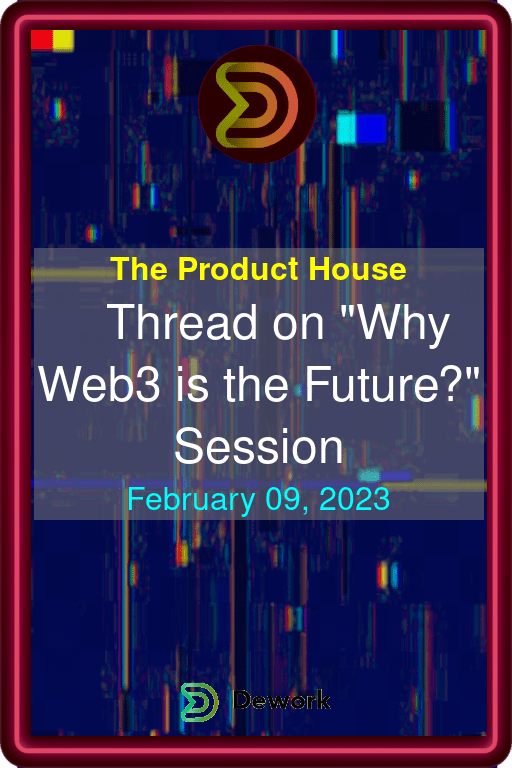 The Product House
Thread on "Why
Web3 is the Future?"
Session
February 09, 2023
Dework